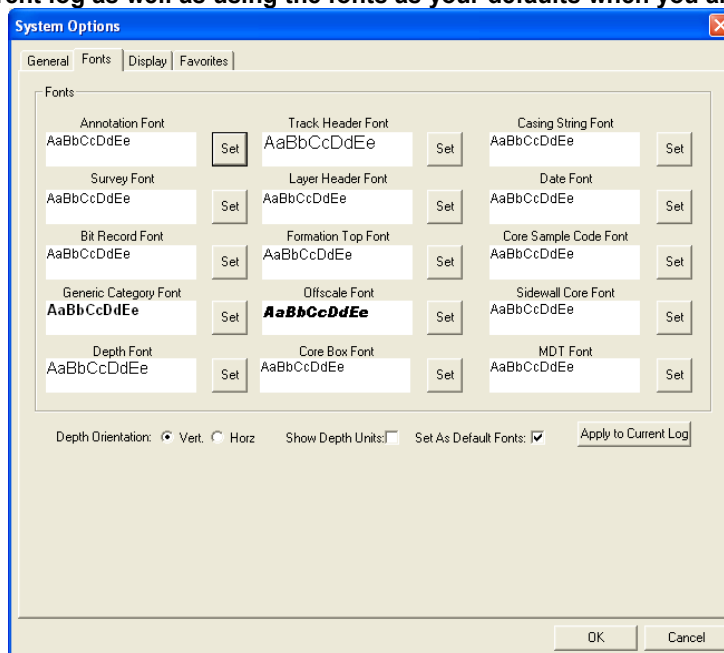 rent log as well as using the fonts as your defaults when you a
System Options
General Fonts Display Favorites
Fonts
Annotation Font Track Header Font Casing String Font
AaBbCcDdEe Set AaBbCcDdEe Set AaBbCcDdEe Set
Survey Font Layer Header Font Date Font
AaBbCcDdEe Set AaBbCcDdEe Set AaBbCcDdEe Set
Bit Record Font Formation Top Font Core Sample Code Font
AaBbCcDdEe Set AaBbCcDdEe Set AaBbCcDdEe Set
Generic Category Font Offscale Font Sidewall Core Font
AaBbCcDdEe Set AaBbCcDdEe Set AaBbCcDdEe Set
Depth Font Core Box Font MDT Font
AaBbCcDdEe Set AaBbCcDdEe Set AaBbCcDdEe Set
Depth Orientation: Vert. Horz Show Depth Units: Set As Default Fonts: Apply to Current Log
OK Cancel